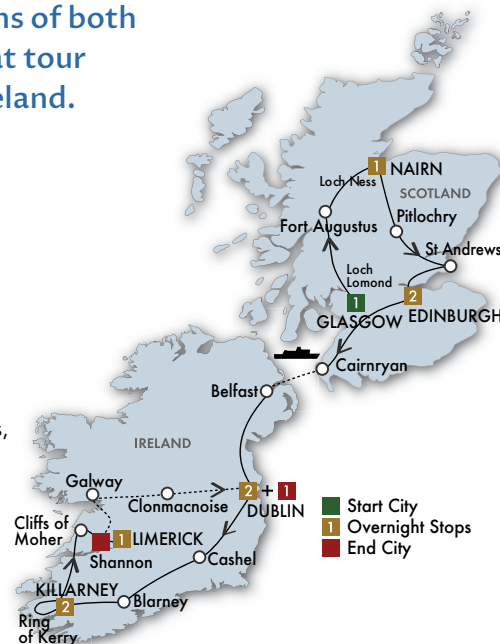 ns of both
at tour
eland.
1 NAIRN
Loch Ness
SCOTLAND
Fort Augustus
Pitlochry
St Andrews
Loch
Lomond
1
GLASGOW
2
EDINBURGH
Cairnryan
Belfast
s,
IRELAND
Galway
Clonmacnoise
2 + 1
DUBLIN
Start City
1 Overnight Stops
End City
Cliffs of
Moher
1 LIMERICK
Shannon
Cashel
KILLARNEY
2
Blarney
Ring
of Kerry